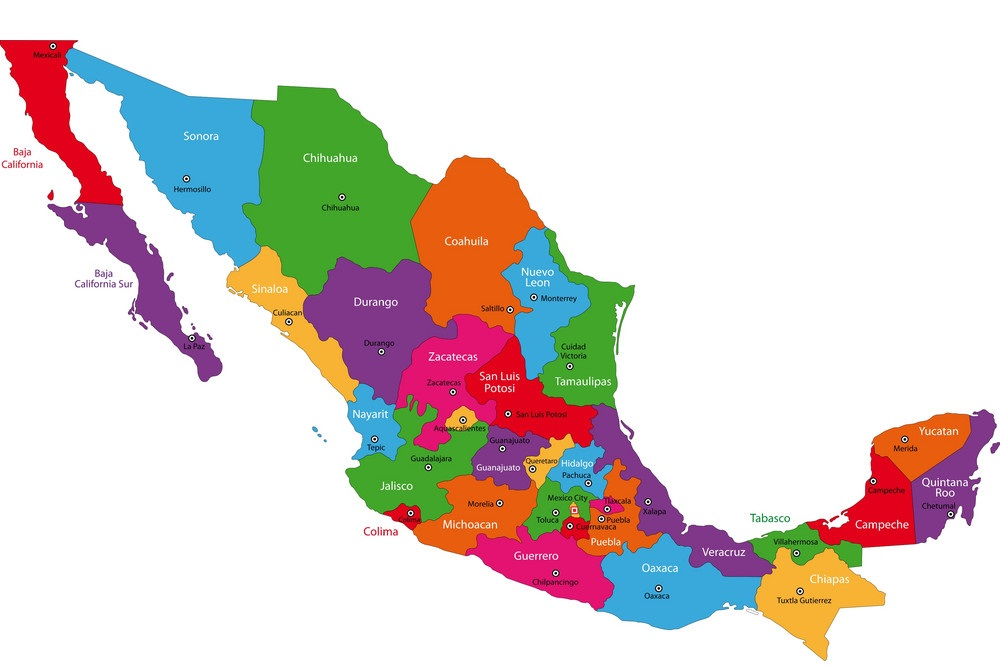 Mexicali
Sonora
Baja
California
Hermosillo
Chihuahua
Chihuahua
Baja
California Sur
La Paz
Coahuila
Saltillo
Nuevo
Leon
Monterrey
Sinaloa
Culiacan
Durango
Durango
Cuidad
Victoria
Tamaulipas
Zacatecas
Zacatecas
San Luis
Potosi
San Luis Potosi
Nayarit
Tepic
Aguascalientes
Guadalajara
Jalisco
Guanajuato
Guanajuato
Queretaro
Hidalgo
Pachuca
Colima
Colima
Morelia
Michoacan
Mexico City
Toluca
Tlaxcala
Puebla
Cuernavaca
Puebla
Xalapa
Guerrero
Chilpancingo
Oaxaca
Oaxaca
Veracruz
Tabasco
Villahermosa
Chiapas
Tuxtla Gutierrez
Yucatan
Merida
Campeche
Campeche
Quintana
Roo
Chetumal